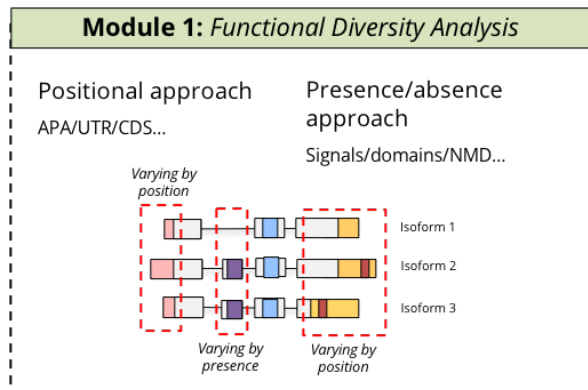 Module 1: Functional Diversity Analysis
Positional approach
APA/UTR/CDS...
Presence/absence
approach
Signals/domains/NMD...
Varying by
position
Isoform 1
Isoform 2
Isoform 3
Varying by
presence
Varying by
position